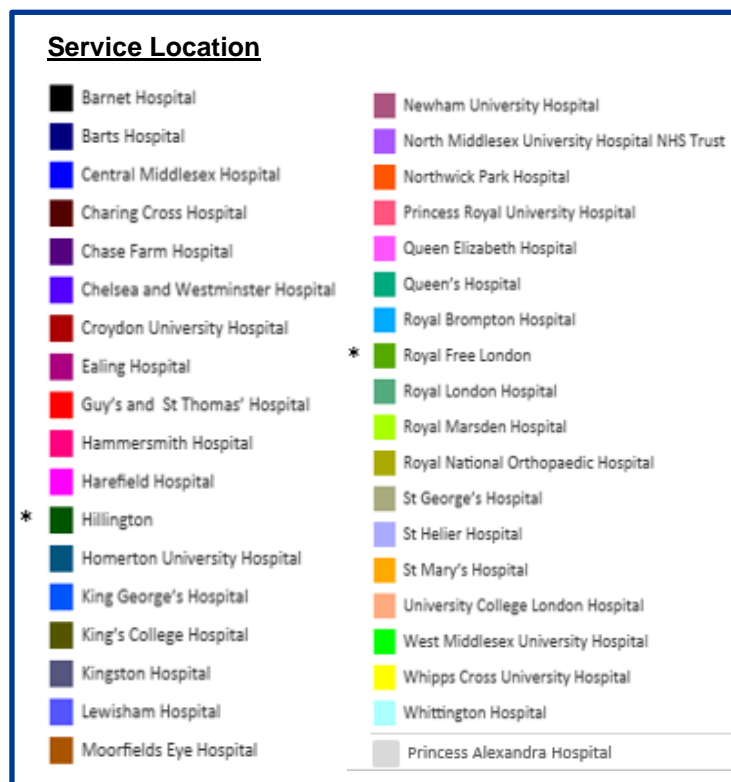 Service Location
Barnet Hospital
Barts Hospital
Central Middlesex Hospital
Charing Cross Hospital
Chase Farm Hospital
Chelsea and Westminster Hospital
Croydon University Hospital
Ealing Hospital
Guy's and St Thomas' Hospital
Hammersmith Hospital
Harefield Hospital
* Hillington
Homerton University Hospital
King George's Hospital
King's College Hospital
Kingston Hospital
Lewisham Hospital
Moorfields Eye Hospital
Newham University Hospital
North Middlesex University Hospital NHS Trust
Northwick Park Hospital
Princess Royal University Hospital
Queen Elizabeth Hospital
Queen's Hospital
Royal Brompton Hospital
* Royal Free London
Royal London Hospital
Royal Marsden Hospital
Royal National Orthopaedic Hospital
St George's Hospital
St Helier Hospital
St Mary's Hospital
University College London Hospital
West Middlesex University Hospital
Whipps Cross University Hospital
Whittington Hospital
Princess Alexandra Hospital